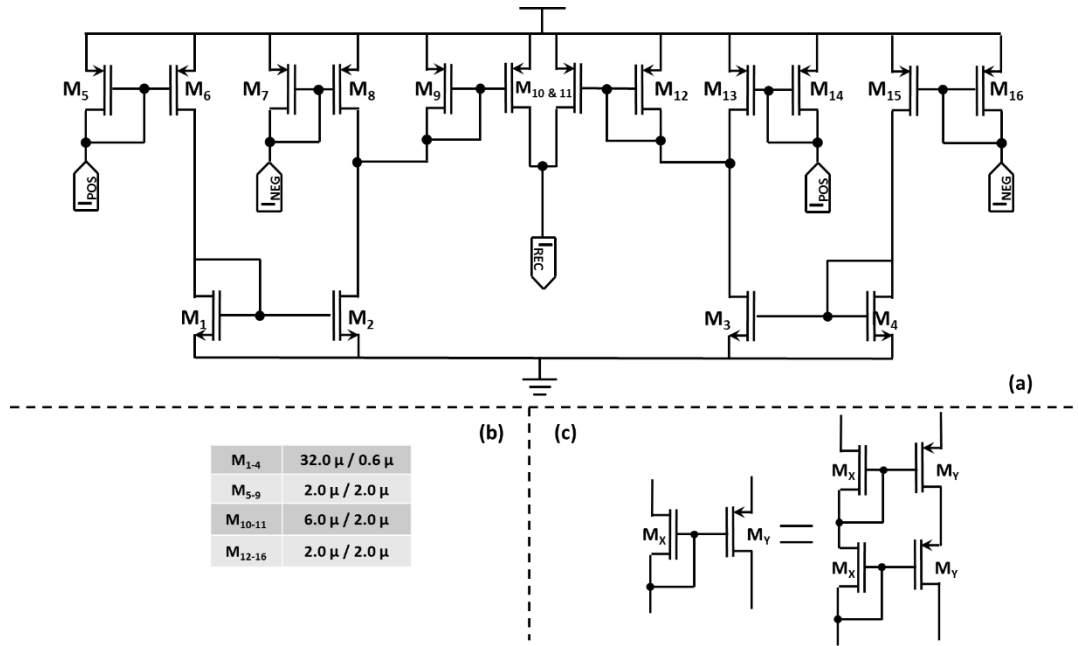 M5 M6 M7 M8 M9 M10 & 11 M12 M13 M14 M15 M16
IPOS INEG IREC IPOS INEG
M1 M2 M3 M4
(a)
(b)
M1-4 32.0 μ / 0.6 μ
M5-9 2.0 μ / 2.0 μ
M10-11 6.0 μ / 2.0 μ
M12-16 2.0 μ / 2.0 μ
(c)
MX MY
MX MY
MX MY